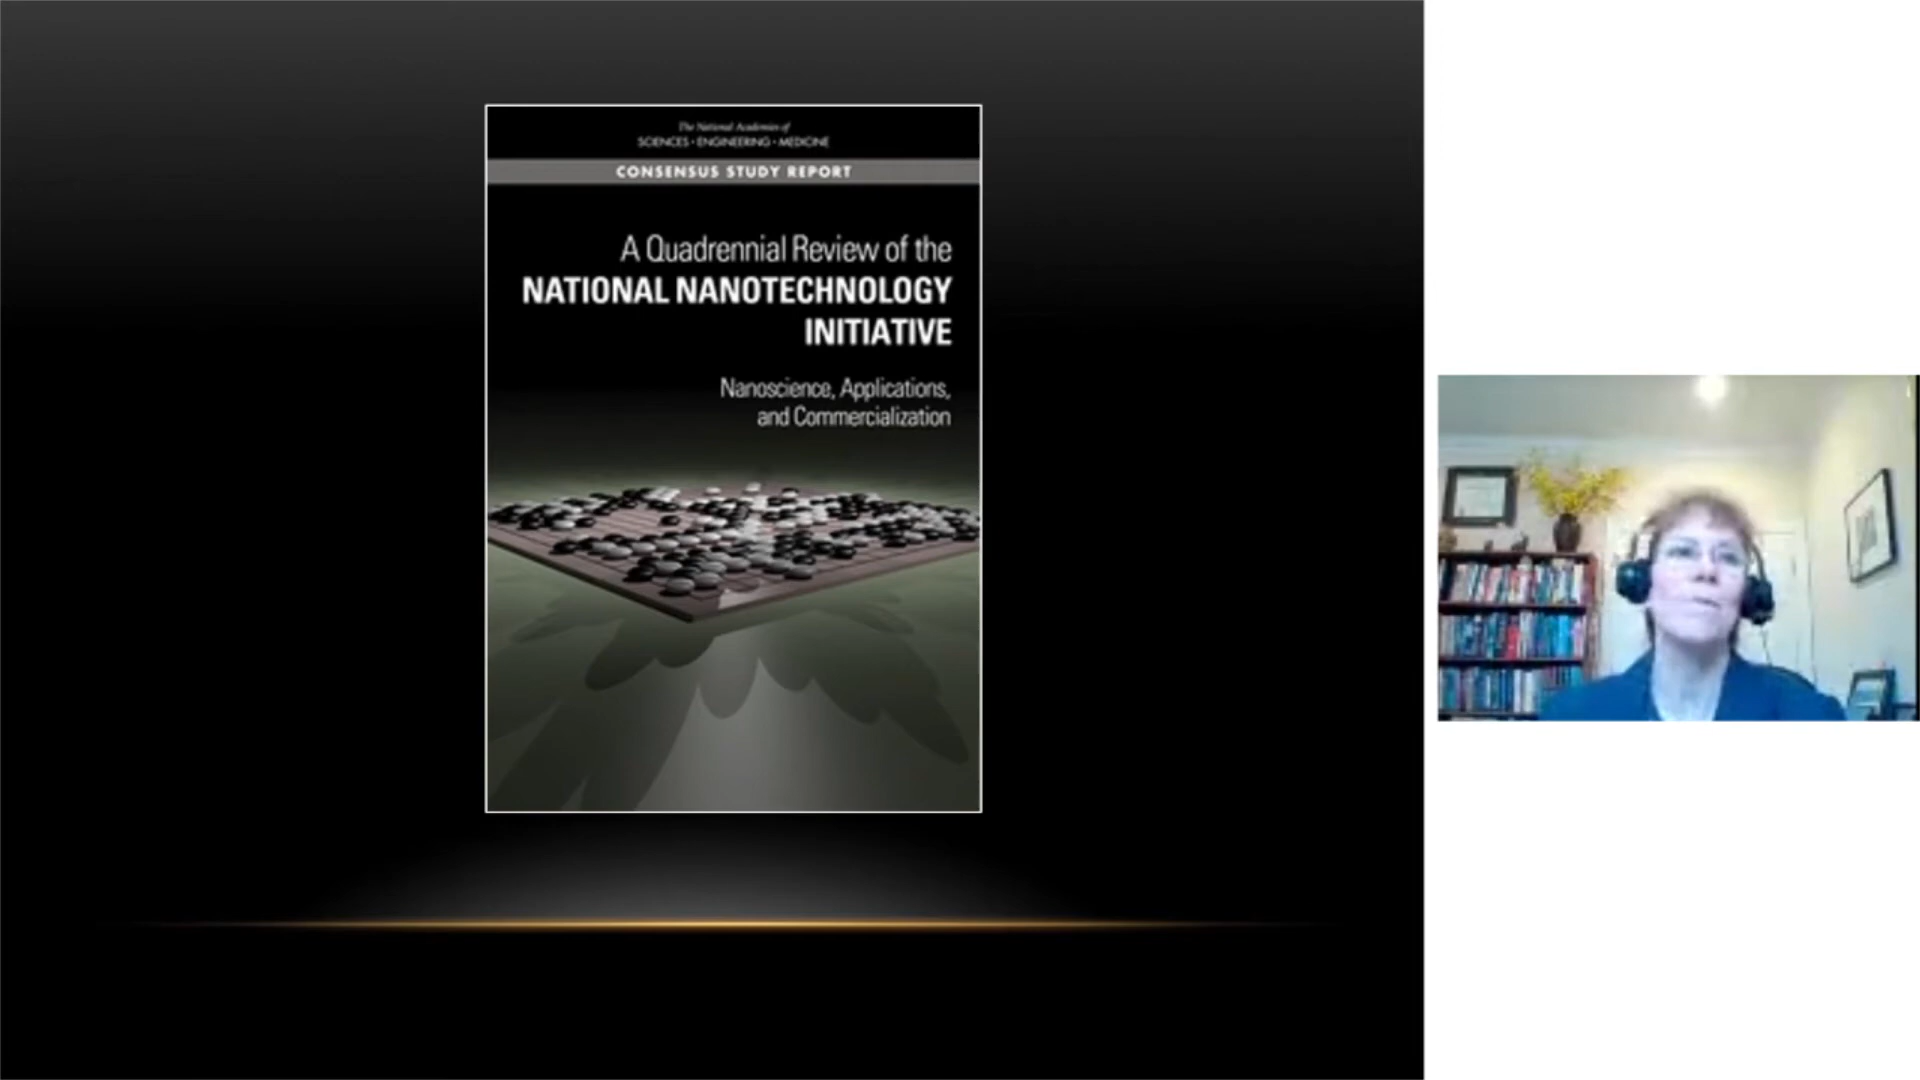 The National Academies of
SCIENCES • ENGINEERING • MEDICINE
CONSENSUS STUDY REPORT
A Quadrennial Review of the
NATIONAL NANOTECHNOLOGY
INITIATIVE
Nanoscience, Applications,
and Commercialization